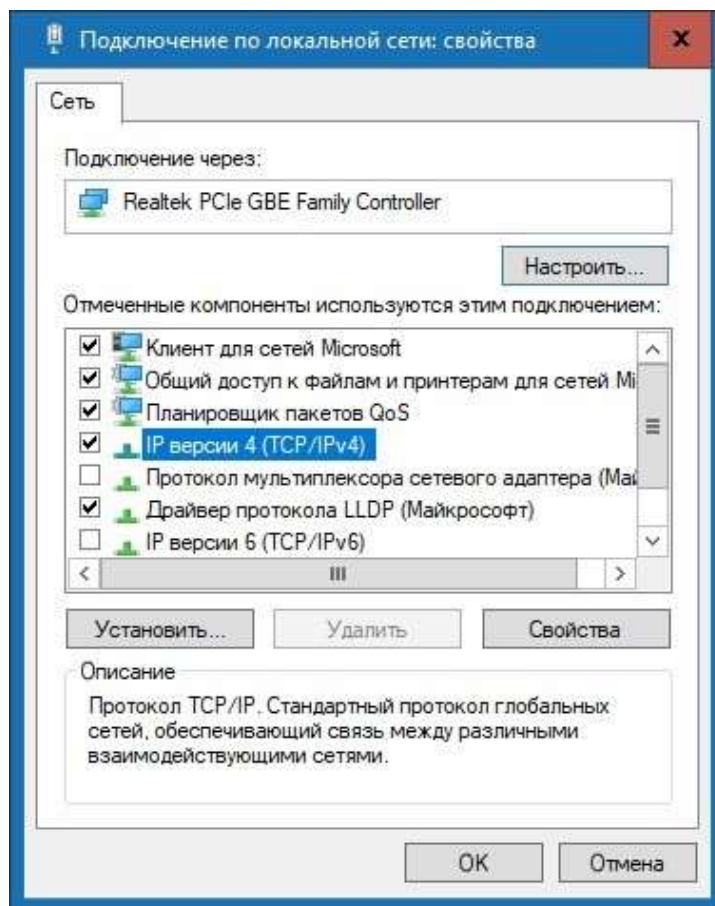 Подключение по локальной сети: свойства
Сеть
Подключение через:
Realtek PCIe GBE Family Controller
Настроить...
Отмеченные компоненты используются этим подключением:
Клиент для сетей Microsoft
Общий доступ к файлам и принтерам для сетей Mi
Планировщик пакетов QoS
IP версии 4 (TCP/IPv4)
Протокол мультиплексора сетевого адаптера (Май
Драйвер протокола LLDP (Майкрософт)
IP версии 6 (TCP/IPv6)
Установить...
Удалить
Свойства
Описание
Протокол TCP/IP. Стандартный протокол глобальных
сетей, обеспечивающий связь между различными
взаимодействующими сетями.
OK
Отмена